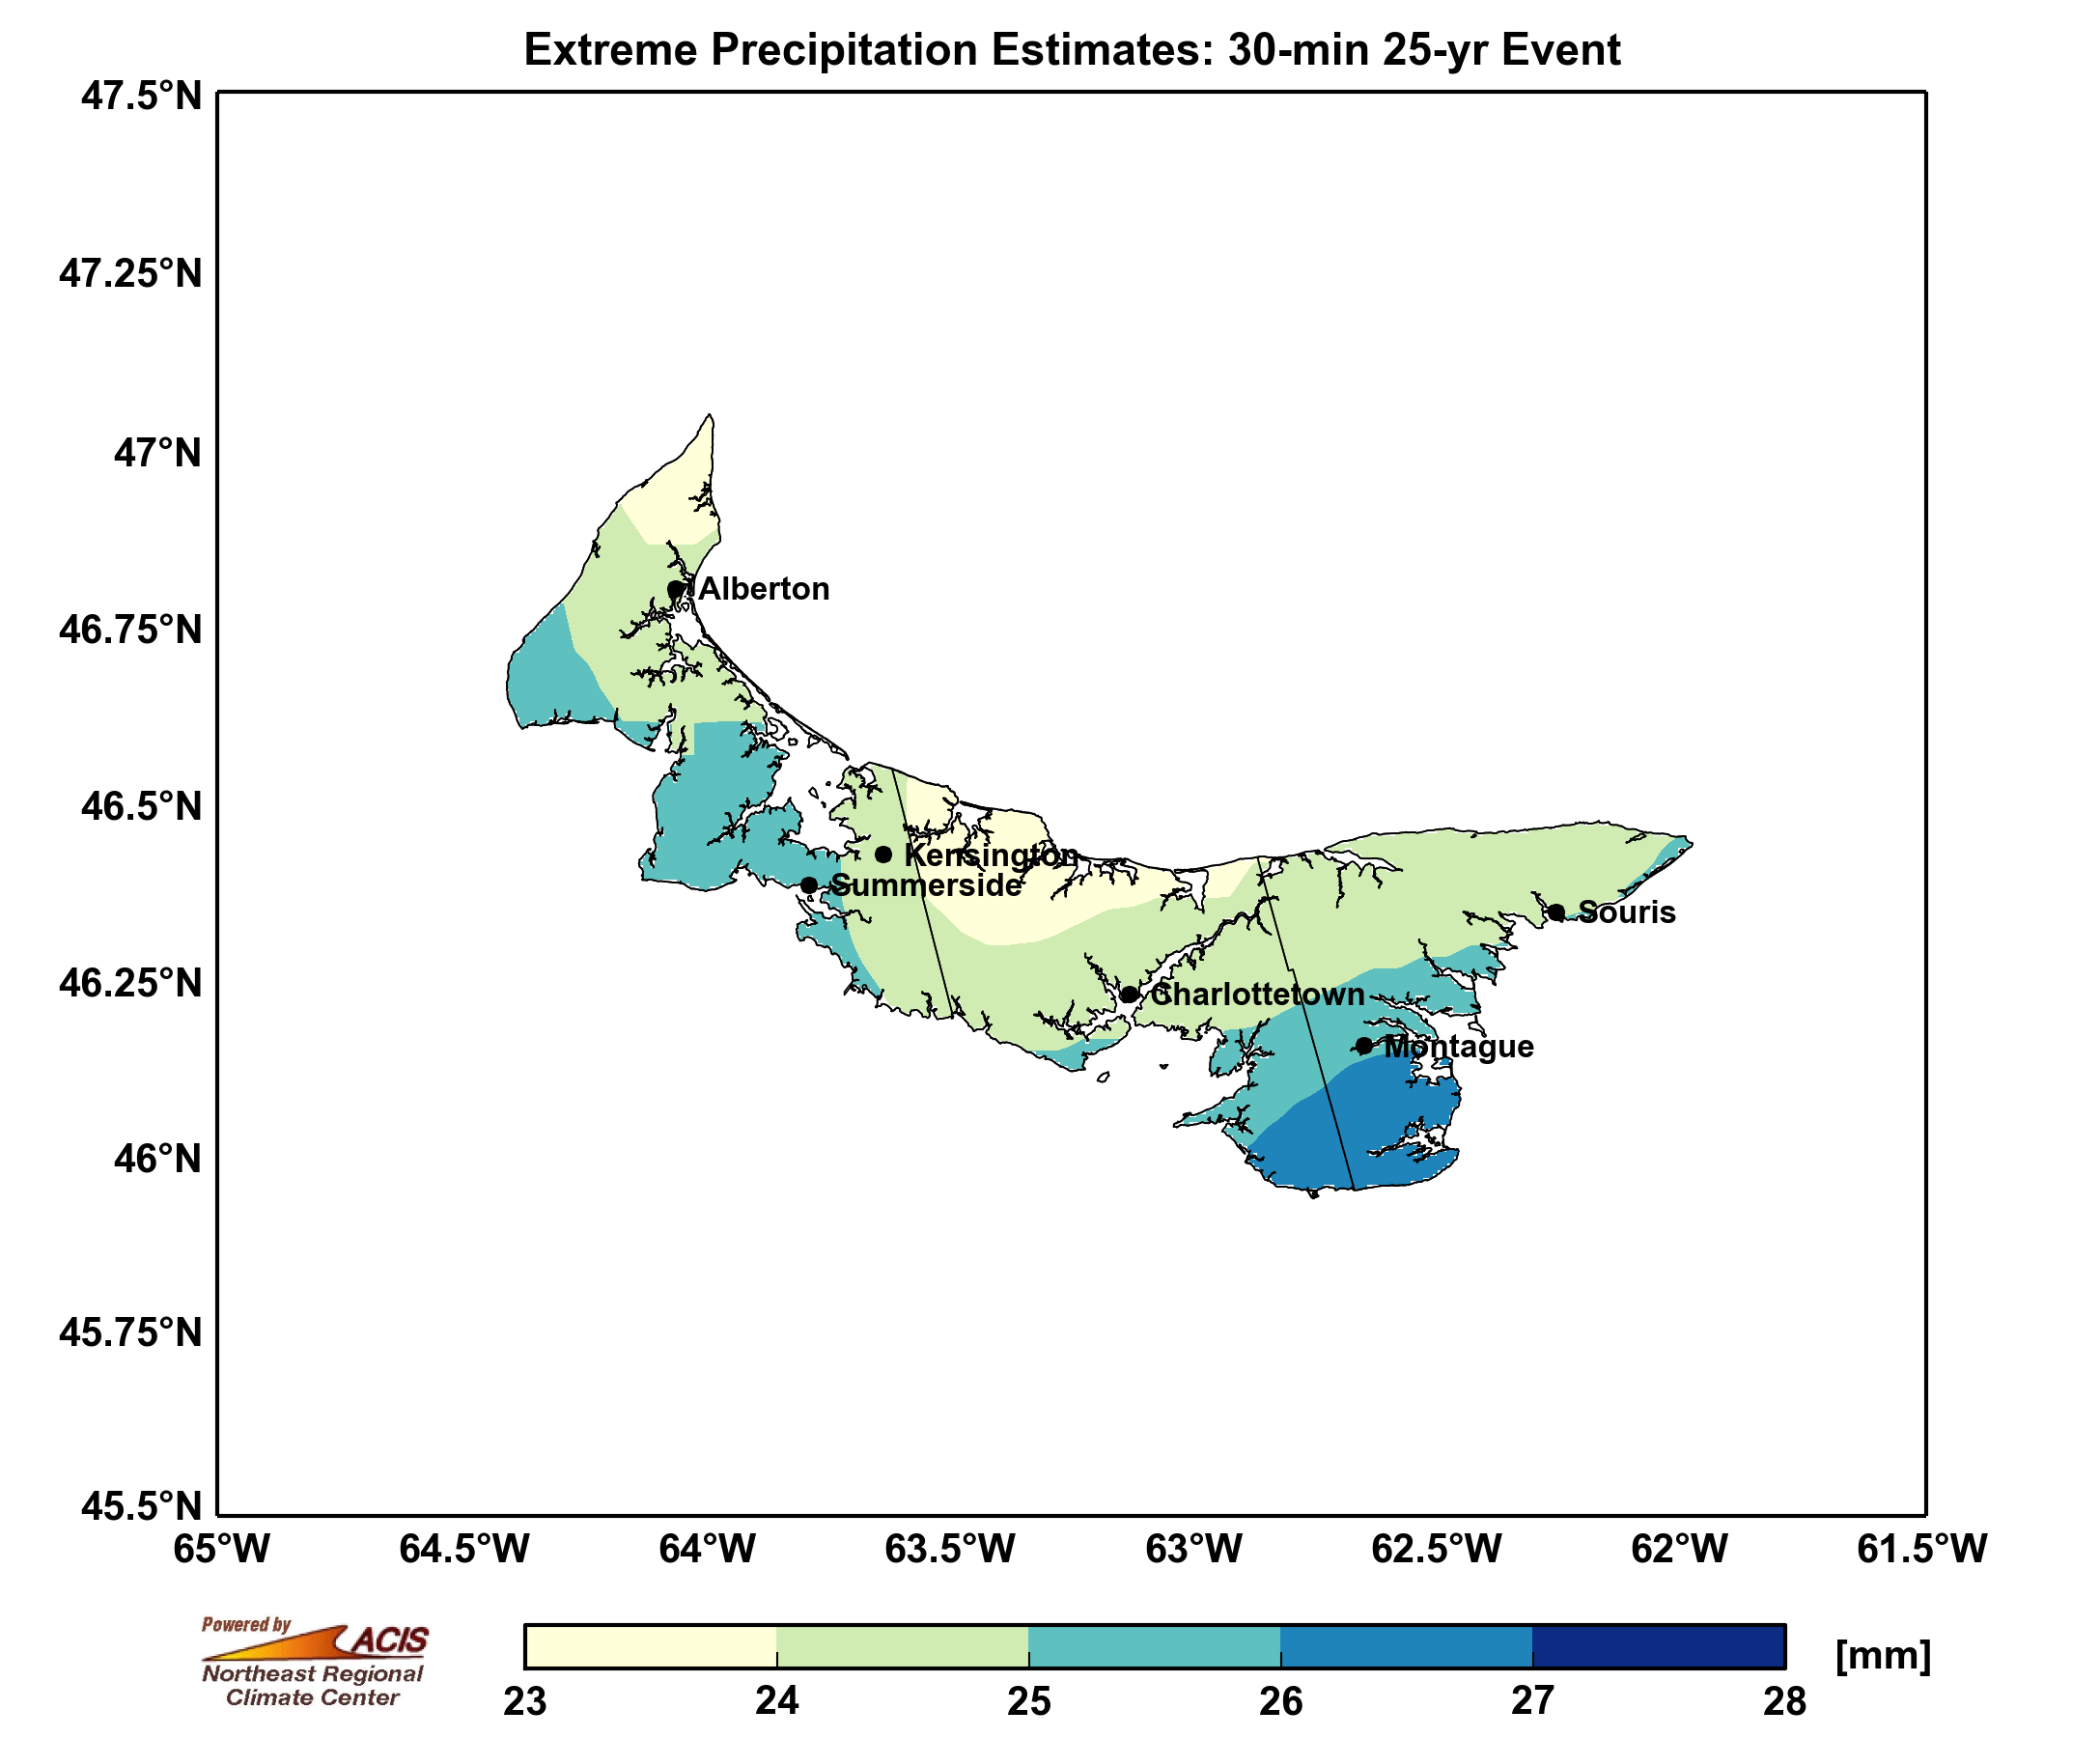 Extreme Precipitation Estimates: 30-min 25-yr Event
47.5°N
47.25°N
47°N
46.75°N
46.5°N
46.25°N
46°N
45.75°N
45.5°N
Alberton
Kensington
Summerside
Souris
Charlottetown
Montague
65°W 64.5°W 64°W 63.5°W 63°W 62.5°W 62°W 61.5°W
Powered by
ACIS
Northeast Regional
Climate Center
[mm]
23 24 25 26 27 28